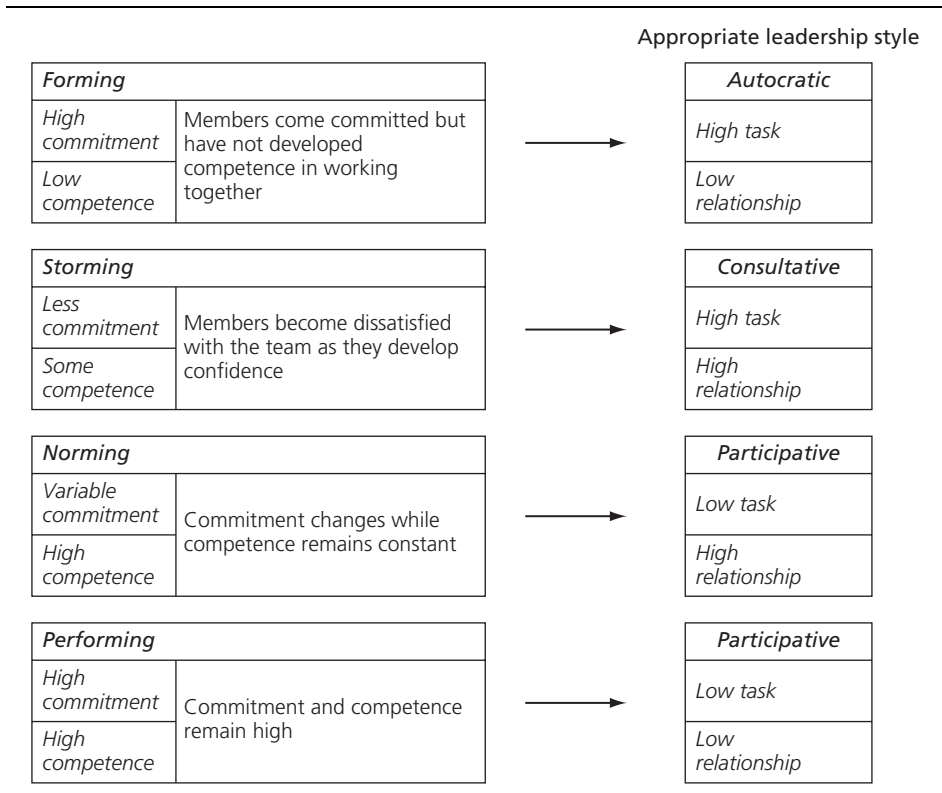 Appropriate leadership style
Forming
High
commitment
Low
competence
Members come committed but
have not developed
competence in working
together
Autocratic
High task
Low
relationship
Storming
Less
commitment
Some
competence
Members become dissatisfied
with the team as they develop
confidence
Consultative
High task
High
relationship
Norming
Variable
commitment
High
competence
Commitment changes while
competence remains constant
Participative
Low task
High
relationship
Performing
High
commitment
High
competence
Commitment and competence
remain high
Participative
Low task
Low
relationship